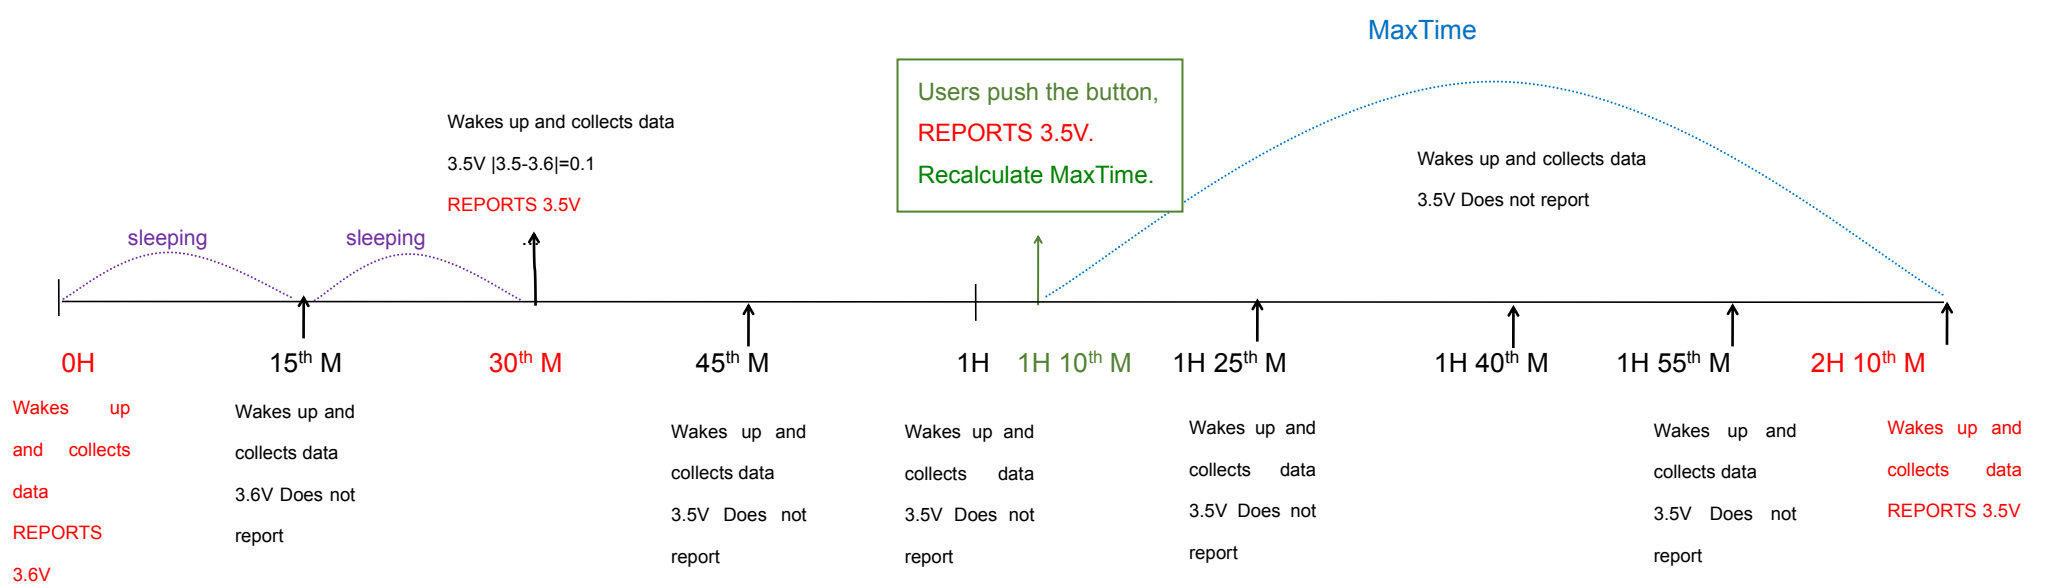 MaxTime
Users push the button,
REPORTS 3.5V.
Recalculate MaxTime.
Wakes up and collects data
3.5V |3.5-3.6|=0.1
REPORTS 3.5V
...
Wakes up and collects data
3.5V Does not report
sleeping
sleeping
0H
15th M
30th M
45th M
1H
1H 10th M
1H 25th M
1H 40th M
1H 55th M
2H 10th M
Wakes up
and collects
data
REPORTS
3.6V
Wakes up and
collects data
3.6V Does not
report
Wakes up and
collects data
3.5V Does not
report
Wakes up and
collects data
3.5V Does not
report
Wakes up and
collects data
3.5V Does not
report
Wakes up and
collects data
3.5V Does not
report
Wakes up and
collects data
REPORTS 3.5V